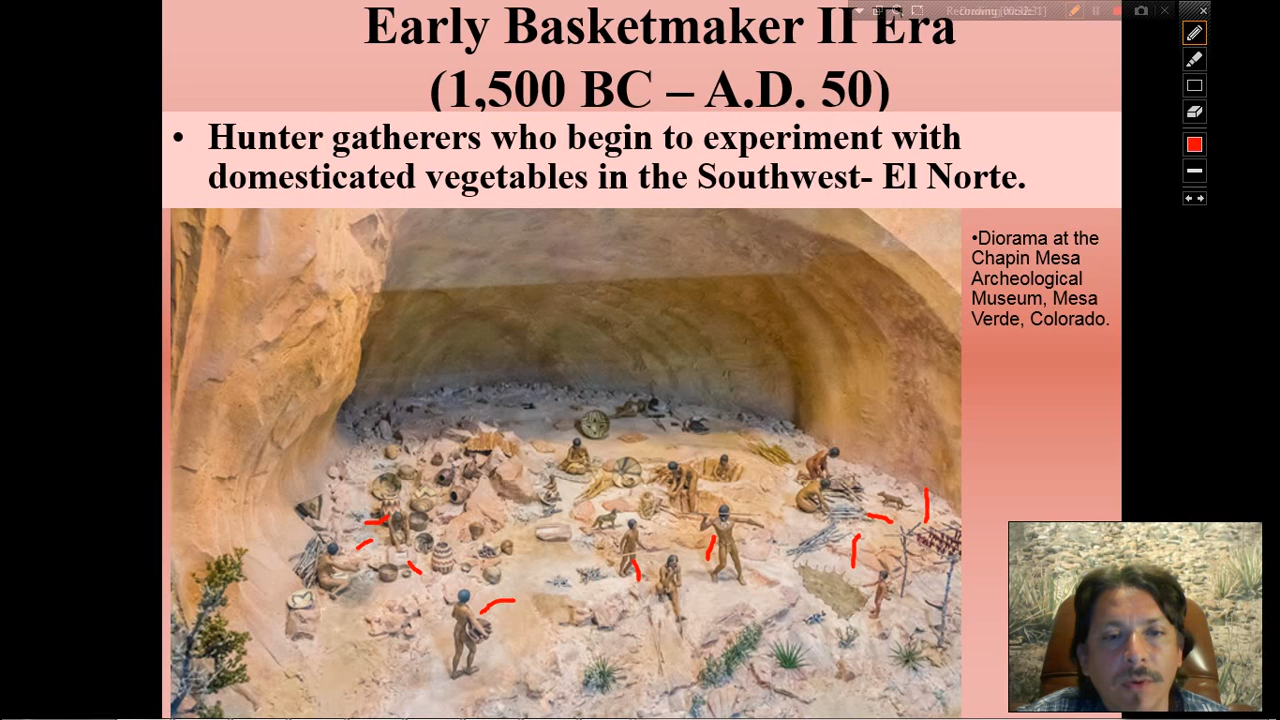 Early Basketmaker II Era
(1,500 BC – A.D. 50)
• Hunter gatherers who begin to experiment with
domesticated vegetables in the Southwest- El Norte.
•Diorama at the
Chapin Mesa
Archeological
Museum, Mesa
Verde, Colorado.